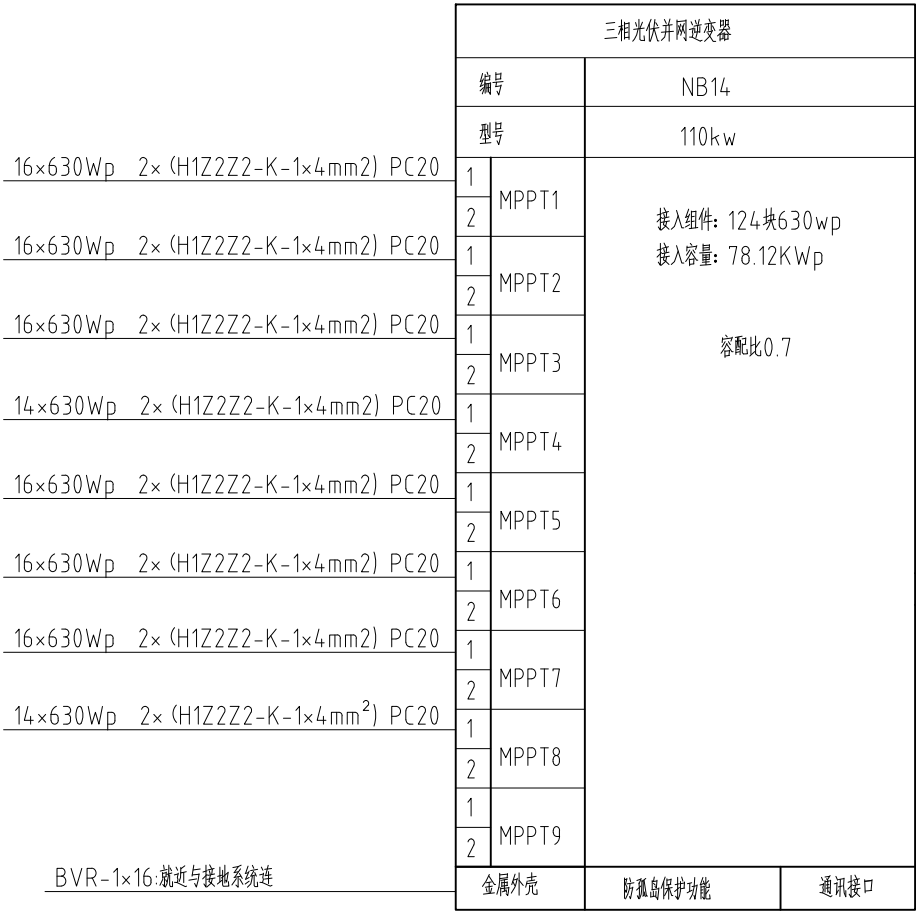 三相光伏并网逆变器
编号 NB14
型号 110kw
16×630Wp 2×(H1Z2Z2-K-1×4mm2) PC20
1
2
MPPT1
接入组件: 124块630wp
接入容量: 78.12KWp
容配比0.7
16×630Wp 2×(H1Z2Z2-K-1×4mm2) PC20
1
2
MPPT2
16×630Wp 2×(H1Z2Z2-K-1×4mm2) PC20
1
2
MPPT3
14×630Wp 2×(H1Z2Z2-K-1×4mm2) PC20
1
2
MPPT4
16×630Wp 2×(H1Z2Z2-K-1×4mm2) PC20
1
2
MPPT5
16×630Wp 2×(H1Z2Z2-K-1×4mm2) PC20
1
2
MPPT6
16×630Wp 2×(H1Z2Z2-K-1×4mm2) PC20
1
2
MPPT7
14×630Wp 2×(H1Z2Z2-K-1×4mm²) PC20
1
2
MPPT8
1
2
MPPT9
BVR-1×16:就近与接地系统连
金属外壳 防孤岛保护功能 通讯接口